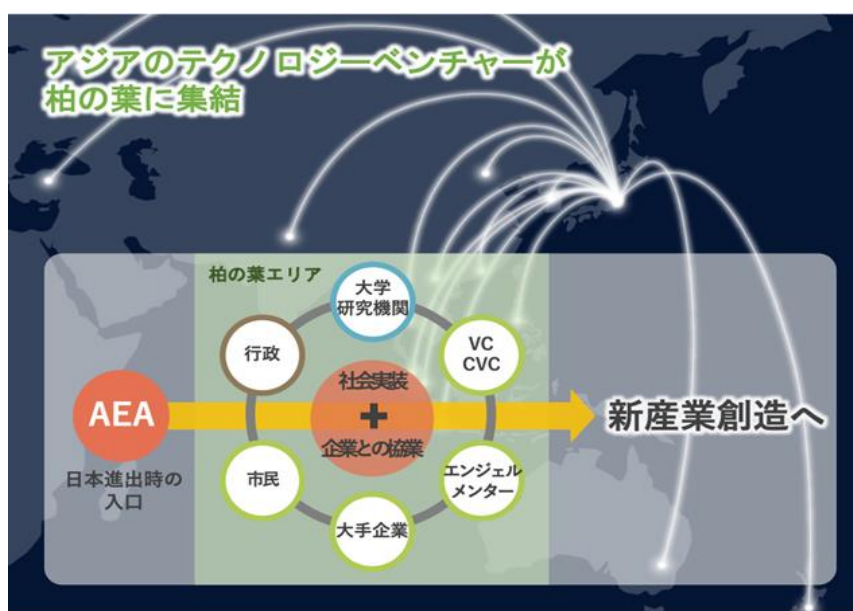 アジアのテクノロジーベンチャーが
柏の葉に集結
柏の葉エリア
大学
研究機関
行政
VC
CVC
社会実装
+
企業との協業
AEA
日本進出時の
入口
新産業創造へ
市民
エンジェル
メンター
大手企業